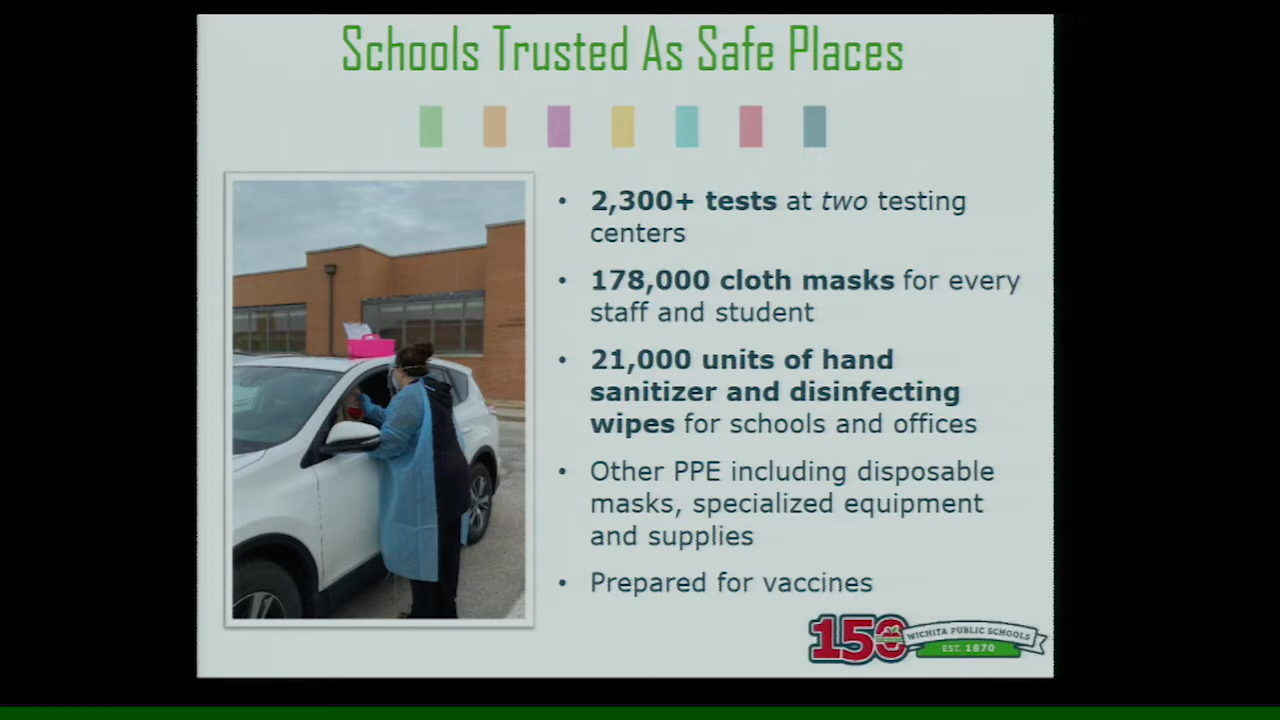 Schools Trusted As Safe Places
• 2,300+ tests at two testing
centers
• 178,000 cloth masks for every
staff and student
• 21,000 units of hand
sanitizer and disinfecting
wipes for schools and offices
• Other PPE including disposable
masks, specialized equipment
and supplies
• Prepared for vaccines
150
WICHITA PUBLIC SCHOOLS
EST. 1870